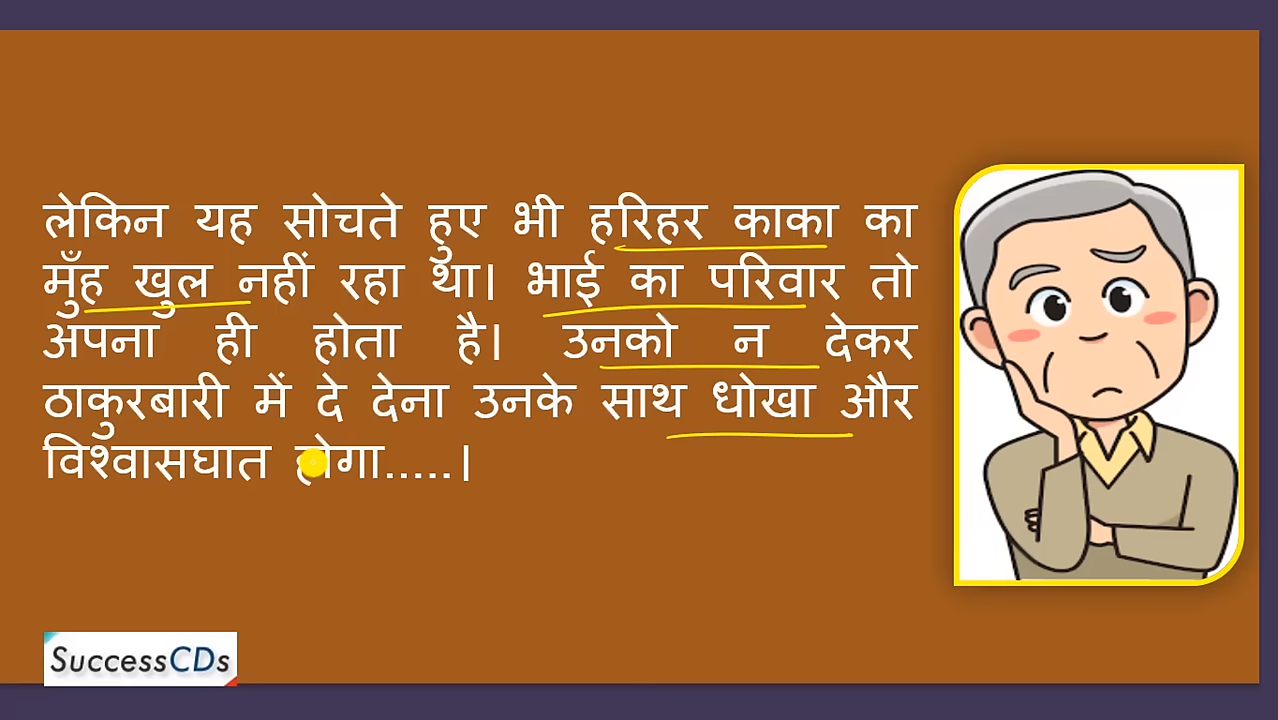 लेकिन यह सोचते हुए भी हरिहर काका का
मुँह खुल नहीं रहा था। भाई का परिवार तो
अपना ही होता है। उनको न देकर
ठाकुरबारी में दे देना उनके साथ धोखा और
विश्वासघात होगा.....।
SuccessCDs